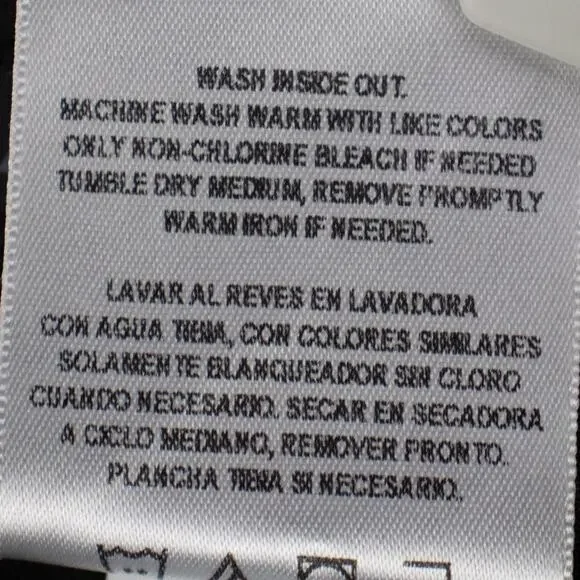 WASH INSIDE OUT.
MACHINE WASH WARM WITH LIKE COLORS
ONLY NON-CHLORINE BLEACH IF NEEDED
TUMBLE DRY MEDIUM, REMOVE PROMPTLY
WARM IRON IF NEEDED.
LAVAR AL REVES EN LAVADORA
CON AGUA TIBIA, CON COLORES SIMILARES
SOLAMENTE BLANQUEADOR SIN CLORO
CUANDO NECESARIO. SECAR EN SECADORA
A CICLO MEDIANO, REMOVER PRONTO.
PLANCHA TIBIA SI NECESARIO.